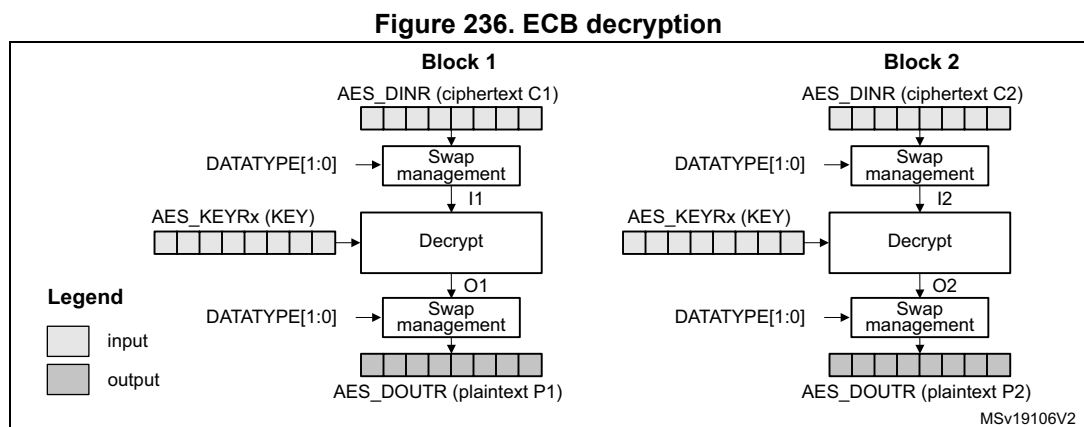 Figure 236. ECB decryption
Block 1
Block 2
AES_DINR (ciphertext C1)
AES_DINR (ciphertext C2)
DATATYPE[1:0]
Swap
management
DATATYPE[1:0]
Swap
management
I1
I2
AES_KEYRx (KEY)
AES_KEYRx (KEY)
Decrypt
Decrypt
O1
O2
Legend
input
output
DATATYPE[1:0]
Swap
management
DATATYPE[1:0]
Swap
management
AES_DOUTR (plaintext P1)
AES_DOUTR (plaintext P2)
MSv19106V2